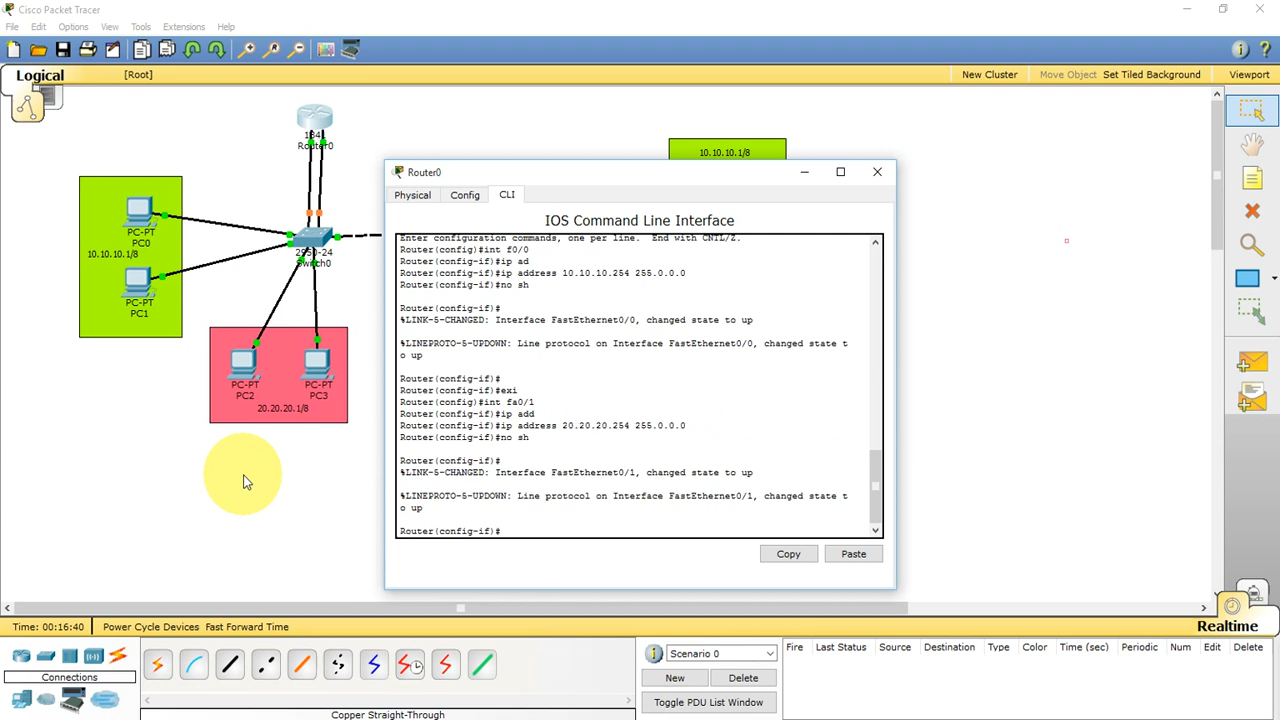 Cisco Packet Tracer
File Edit Options View Tools Extensions Help
Logical [Root] New Cluster Move Object Set Tiled Background Viewport
1841
Router0
10.10.10.1/8
PC-PT
PC0
10.10.10.1/8
PC-PT
PC1
2950-24
Switch0
PC-PT
PC2
PC-PT
PC3
20.20.20.1/8
Router0
Physical Config CLI
IOS Command Line Interface
Enter configuration commands, one per line. End with CNTL/Z.
Router(config)#int f0/0
Router(config-if)#ip ad
Router(config-if)#ip address 10.10.10.254 255.0.0.0
Router(config-if)#no sh
Router(config-if)#
%LINK-5-CHANGED: Interface FastEthernet0/0, changed state to up
%LINEPROTO-5-UPDOWN: Line protocol on Interface FastEthernet0/0, changed state t
o up
Router(config-if)#
Router(config-if)#exi
Router(config)#int fa0/1
Router(config-if)#ip add
Router(config-if)#ip address 20.20.20.254 255.0.0.0
Router(config-if)#no sh
Router(config-if)#
%LINK-5-CHANGED: Interface FastEthernet0/1, changed state to up
%LINEPROTO-5-UPDOWN: Line protocol on Interface FastEthernet0/1, changed state t
o up
Router(config-if)#
Copy Paste
Time: 00:16:40 Power Cycle Devices Fast Forward Time Realtime
Connections
Copper Straight-Through
Scenario 0
New Delete
Toggle PDU List Window
Fire Last Status Source Destination Type Color Time (sec) Periodic Num Edit Delete